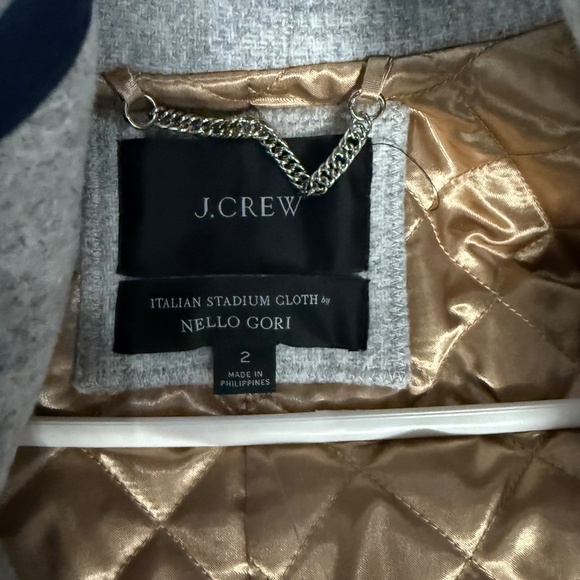 J.CREW
ITALIAN STADIUM CLOTH by
NELLO GORI
2
MADE IN
PHILIPPINES